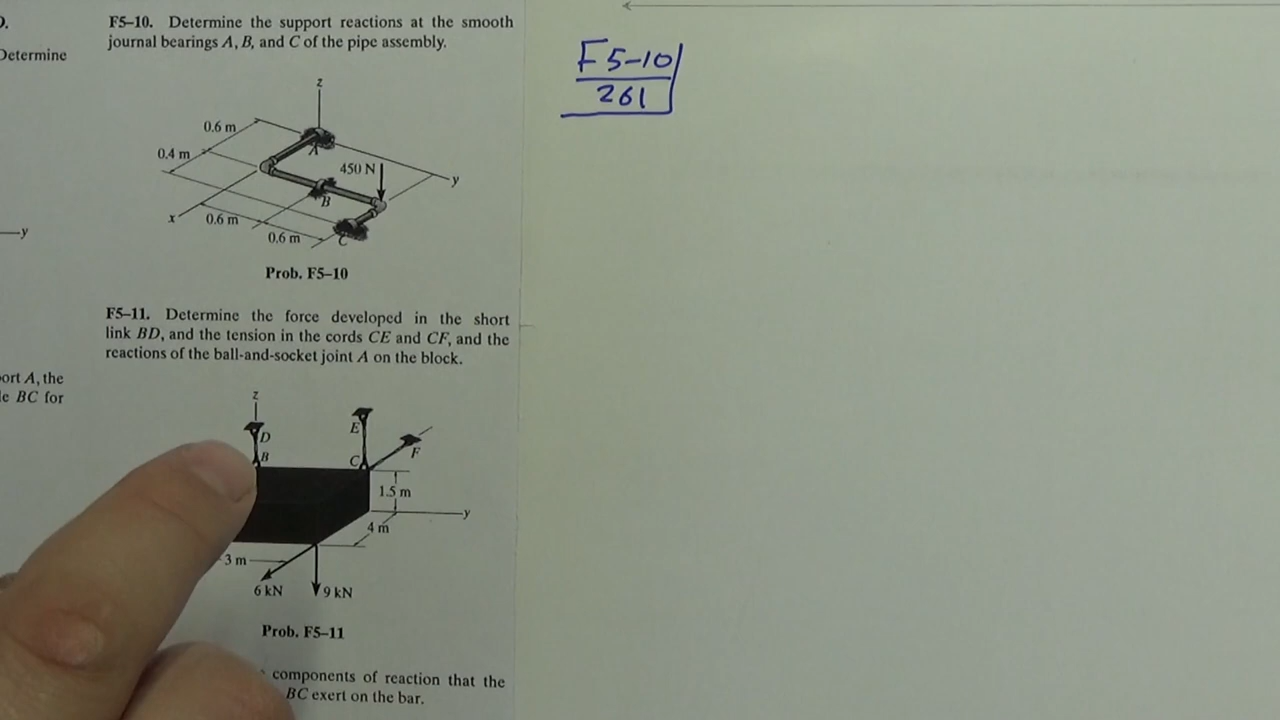 D.
Determine
F5–10. Determine the support reactions at the smooth
journal bearings A, B, and C of the pipe assembly.
z
0.6 m
A
0.4 m
450 N
y
B
x
0.6 m
0.6 m
C
Prob. F5–10
y
F5–11. Determine the force developed in the short
link BD, and the tension in the cords CE and CF, and the
reactions of the ball-and-socket joint A on the block.
ort A, the
BC for
z
D
E
B
C
F
1.5 m
y
4 m
3 m
6 kN
9 kN
Prob. F5–11
components of reaction that the
BC exert on the bar.
F5-10
261